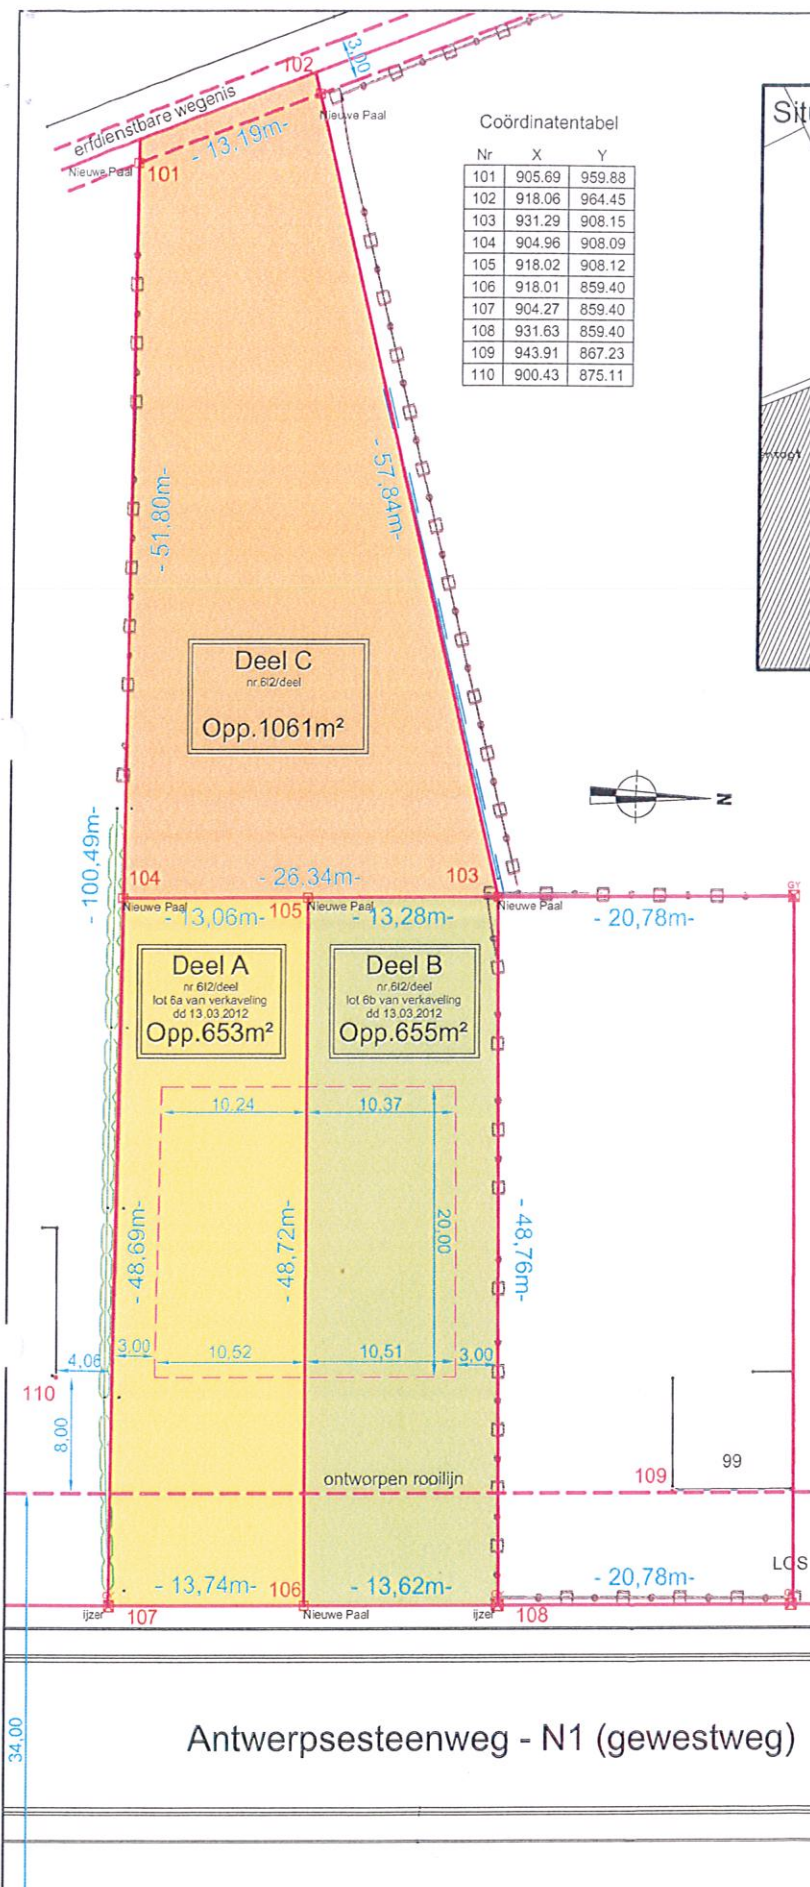 102
3,00
erfdienstbare wegenis
Nieuwe Paal
- 13,19m-
Nieuwe Paal
101
Coördinatentabel
Nr X Y
101 905.69 959.88
102 918.06 964.45
103 931.29 908.15
104 904.96 908.09
105 918.02 908.12
106 918.01 859.40
107 904.27 859.40
108 931.63 859.40
109 943.91 867.23
110 900.43 875.11
- 51,80m-
- 57,84m-
Deel C
nr.6l2/deel
Opp.1061m²
N
- 100,49m-
104
- 26,34m-
103
GY
Nieuwe Paal
105
Nieuwe Paal
Nieuwe Paal
- 13,06m-
- 13,28m-
- 20,78m-
Deel A
nr.6l2/deel
lot 6a van verkaveling
dd 13.03.2012
Opp.653m²
Deel B
nr.6l2/deel
lot 6b van verkaveling
dd 13.03.2012
Opp.655m²
10,24
10,37
- 48,69m-
- 48,72m-
20,00
- 48,76m-
3,00
10,52
10,51
3,00
4,06
110
8,00
ontworpen rooilijn
109
99
- 13,74m-
106
- 13,62m-
- 20,78m-
ijzer
107
Nieuwe Paal
ijzer
108
34,00
Antwerpsesteenweg - N1 (gewestweg)